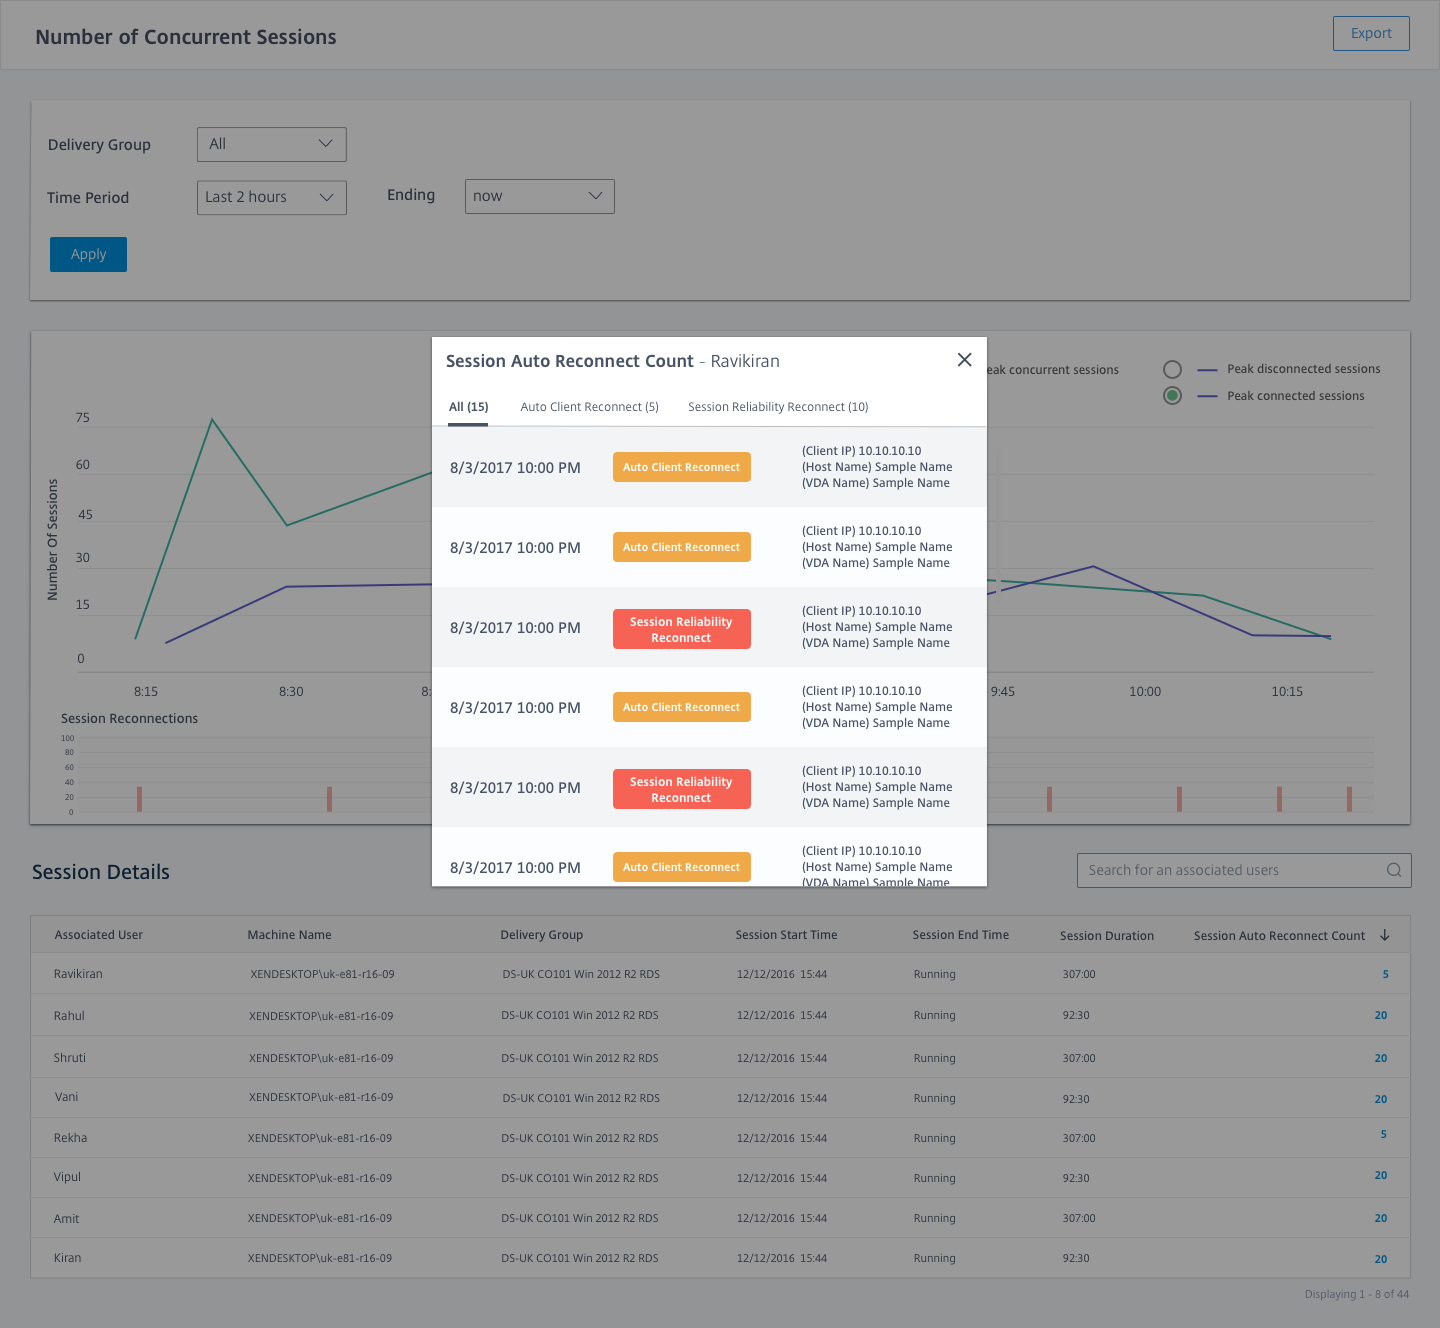 Number of Concurrent Sessions
Export
Delivery Group
All
Time Period
Last 2 hours
Ending
now
Apply
Session Auto Reconnect Count - Ravikiran
All (15)
Auto Client Reconnect (5)
Session Reliability Reconnect (10)
8/3/2017 10:00 PM
Auto Client Reconnect
(Client IP) 10.10.10.10
(Host Name) Sample Name
(VDA Name) Sample Name
8/3/2017 10:00 PM
Auto Client Reconnect
(Client IP) 10.10.10.10
(Host Name) Sample Name
(VDA Name) Sample Name
8/3/2017 10:00 PM
Session Reliability
Reconnect
(Client IP) 10.10.10.10
(Host Name) Sample Name
(VDA Name) Sample Name
8/3/2017 10:00 PM
Auto Client Reconnect
(Client IP) 10.10.10.10
(Host Name) Sample Name
(VDA Name) Sample Name
8/3/2017 10:00 PM
Session Reliability
Reconnect
(Client IP) 10.10.10.10
(Host Name) Sample Name
(VDA Name) Sample Name
8/3/2017 10:00 PM
Auto Client Reconnect
(Client IP) 10.10.10.10
(Host Name) Sample Name
(VDA Name) Sample Name
eak concurrent sessions
Peak disconnected sessions
Peak connected sessions
Number Of Sessions
75
60
45
30
15
0
8:15
8:30
8:
9:45
10:00
10:15
Session Reconnections
100
80
60
40
20
0
Session Details
Search for an associated users
Associated User Machine Name Delivery Group Session Start Time Session End Time Session Duration Session Auto Reconnect Count
Ravikiran XENDESKTOP\uk-e81-r16-09 DS-UK CO101 Win 2012 R2 RDS 12/12/2016 15:44 Running 307:00 5
Rahul XENDESKTOP\uk-e81-r16-09 DS-UK CO101 Win 2012 R2 RDS 12/12/2016 15:44 Running 92:30 20
Shruti XENDESKTOP\uk-e81-r16-09 DS-UK CO101 Win 2012 R2 RDS 12/12/2016 15:44 Running 307:00 20
Vani XENDESKTOP\uk-e81-r16-09 DS-UK CO101 Win 2012 R2 RDS 12/12/2016 15:44 Running 92:30 20
Rekha XENDESKTOP\uk-e81-r16-09 DS-UK CO101 Win 2012 R2 RDS 12/12/2016 15:44 Running 307:00 5
Vipul XENDESKTOP\uk-e81-r16-09 DS-UK CO101 Win 2012 R2 RDS 12/12/2016 15:44 Running 92:30 20
Amit XENDESKTOP\uk-e81-r16-09 DS-UK CO101 Win 2012 R2 RDS 12/12/2016 15:44 Running 307:00 20
Kiran XENDESKTOP\uk-e81-r16-09 DS-UK CO101 Win 2012 R2 RDS 12/12/2016 15:44 Running 92:30 20
Displaying 1 - 8 of 44